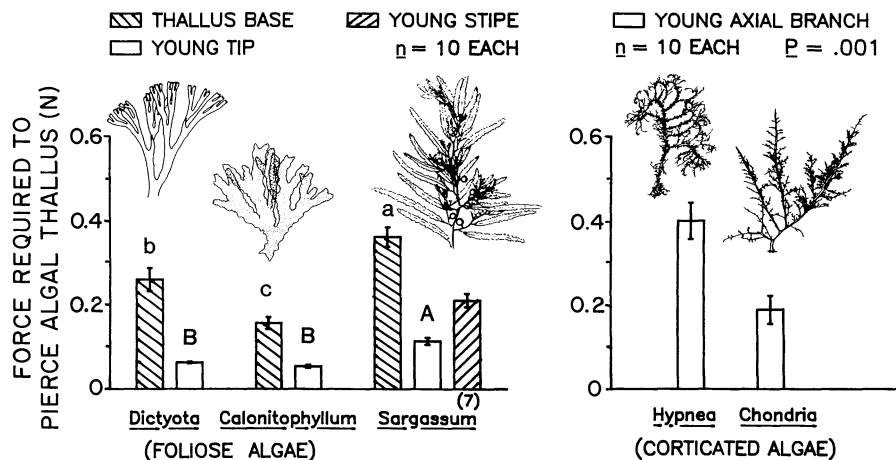 THALLUS BASE
YOUNG TIP
YOUNG STIPE
n = 10 EACH
YOUNG AXIAL BRANCH
n = 10 EACH P = .001
FORCE REQUIRED TO
PIERCE ALGAL THALLUS (N)
0.6
0.4
0.2
0
b
B
c
B
a
A
(7)
Dictyota Calonitophyllum Sargassum
(FOLIOSE ALGAE)
0.6
0.4
0.2
0
Hypnea Chondria
(CORTICATED ALGAE)